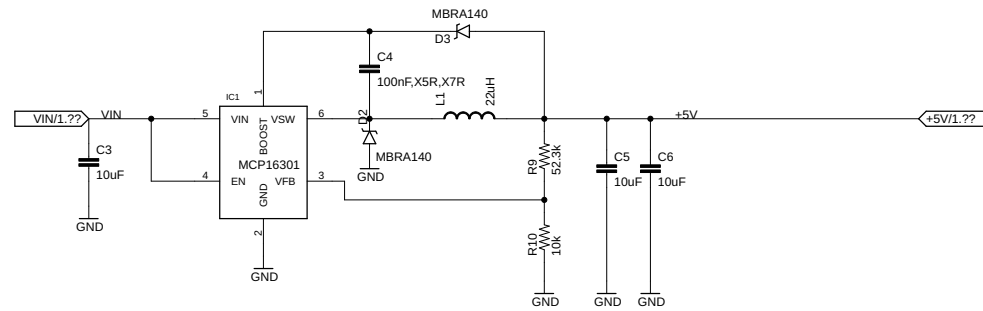 MBRA140
D3
C4
100nF,X5R,X7R
L1
22uH
1
IC1
D2
VIN/1.??
VIN
5
VIN
VSW
6
BOOST
+5V
+5V/1.??
C3
10uF
MCP16301
MBRA140
GND
R9
52.3k
C5
10uF
C6
10uF
4
EN
VFB
3
GND
GND
2
R10
10k
GND
GND
GND
GND